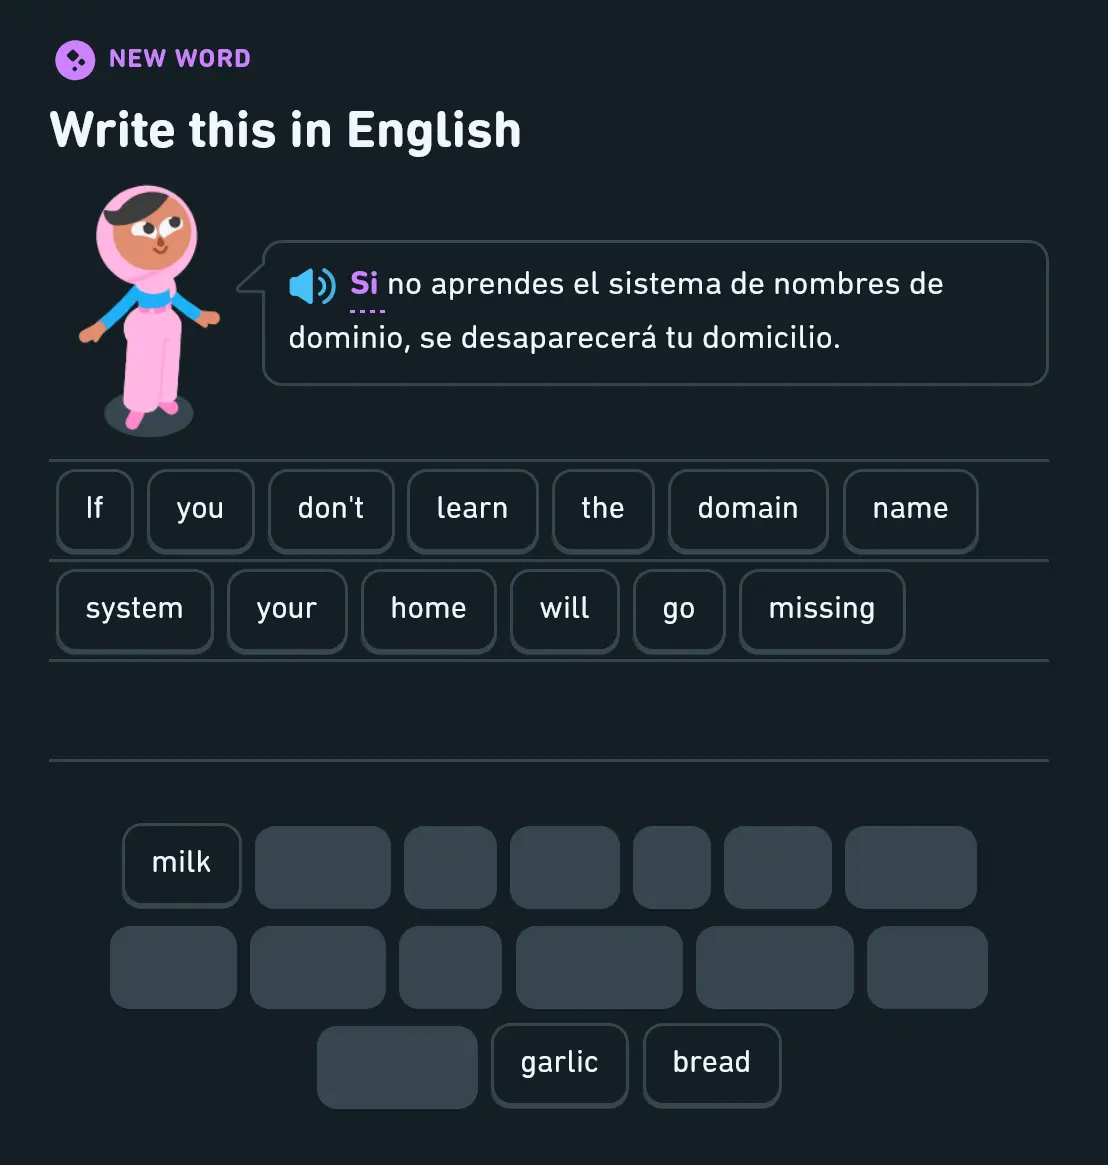 NEW WORD
Write this in English
Si no aprendes el sistema de nombres de
dominio, se desaparecerá tu domicilio.
If you don't learn the domain name
system your home will go missing
milk
garlic bread